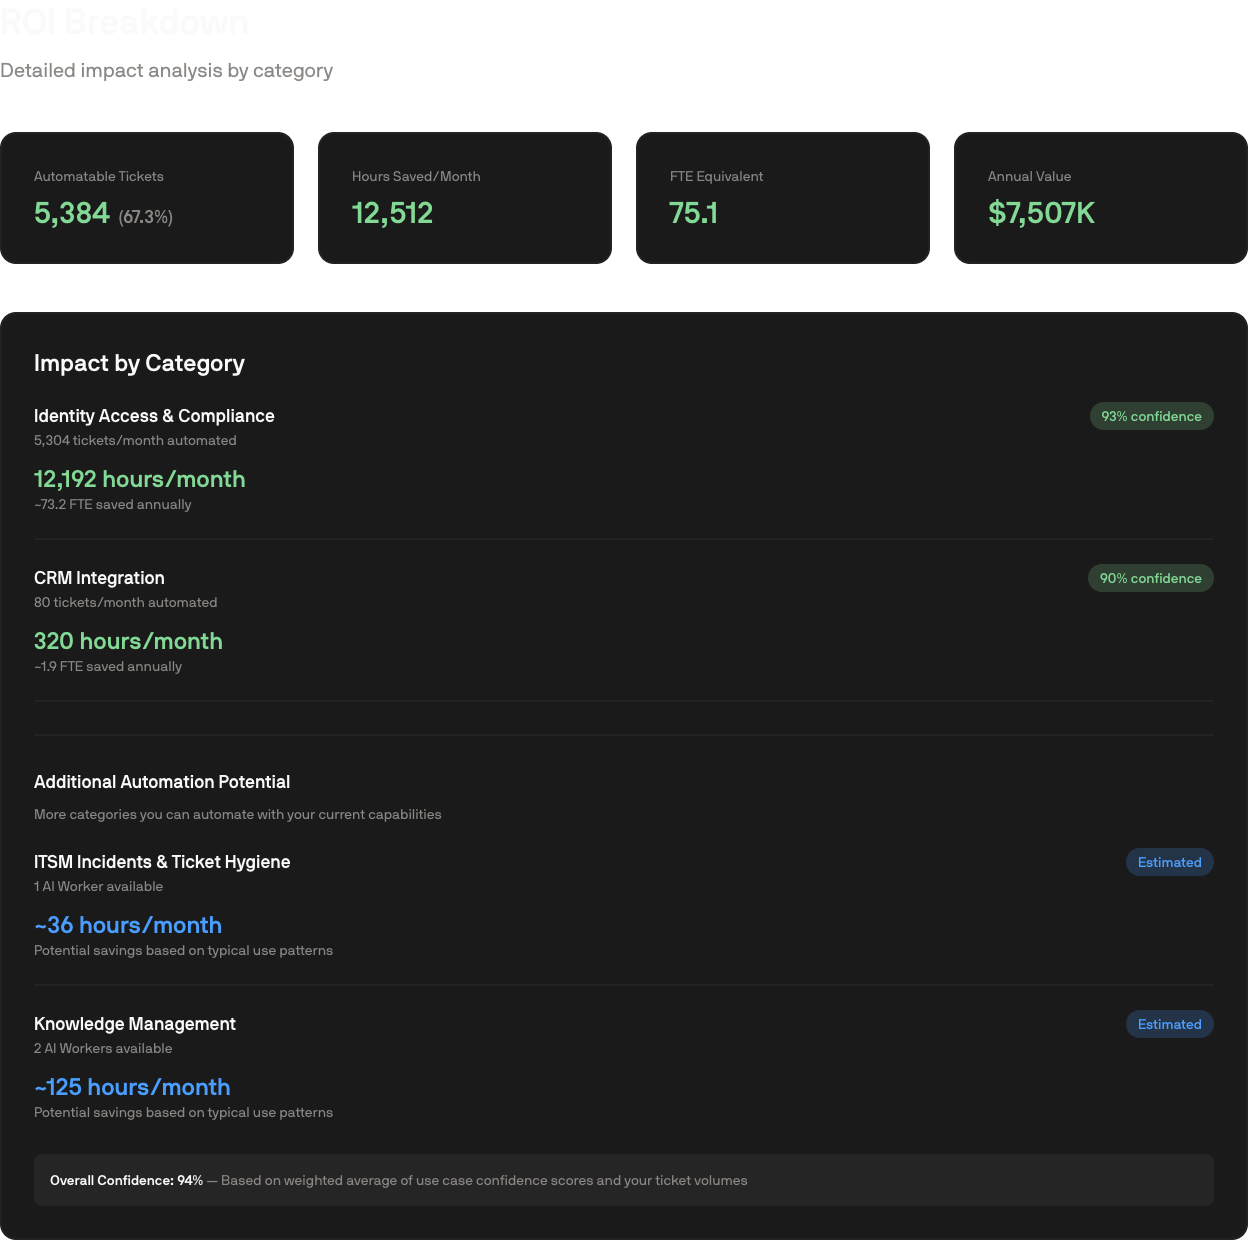 ROI Breakdown
Detailed impact analysis by category
Automatable Tickets
5,384 (67.3%)
Hours Saved/Month
12,512
FTE Equivalent
75.1
Annual Value
$7,507K
Impact by Category
Identity Access & Compliance
93% confidence
5,304 tickets/month automated
12,192 hours/month
~73.2 FTE saved annually
CRM Integration
90% confidence
80 tickets/month automated
320 hours/month
~1.9 FTE saved annually
Additional Automation Potential
More categories you can automate with your current capabilities
ITSM Incidents & Ticket Hygiene
Estimated
1 AI Worker available
~36 hours/month
Potential savings based on typical use patterns
Knowledge Management
Estimated
2 AI Workers available
~125 hours/month
Potential savings based on typical use patterns
Overall Confidence: 94% — Based on weighted average of use case confidence scores and your ticket volumes